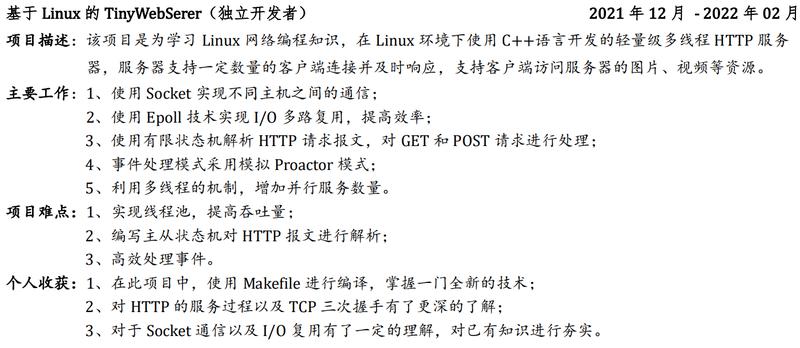 基于 Linux 的 TinyWebSerer（独立开发者） 2021 年 12 月 - 2022 年 02 月
项目描述：该项目是为学习 Linux 网络编程知识，在 Linux 环境下使用 C++语言开发的轻量级多线程 HTTP 服务
器，服务器支持一定数量的客户端连接并及时响应，支持客户端访问服务器的图片、视频等资源。
主要工作：1、使用 Socket 实现不同主机之间的通信；
2、使用 Epoll 技术实现 I/O 多路复用，提高效率；
3、使用有限状态机解析 HTTP 请求报文，对 GET 和 POST 请求进行处理；
4、事件处理模式采用模拟 Proactor 模式；
5、利用多线程的机制，增加并行服务数量。
项目难点：1、实现线程池，提高吞吐量；
2、编写主从状态机对 HTTP 报文进行解析；
3、高效处理事件。
个人收获：1、在此项目中，使用 Makefile 进行编译，掌握一门全新的技术；
2、对 HTTP 的服务过程以及 TCP 三次握手有了更深的了解；
3、对于 Socket 通信以及 I/O 复用有了一定的理解，对已有知识进行夯实。